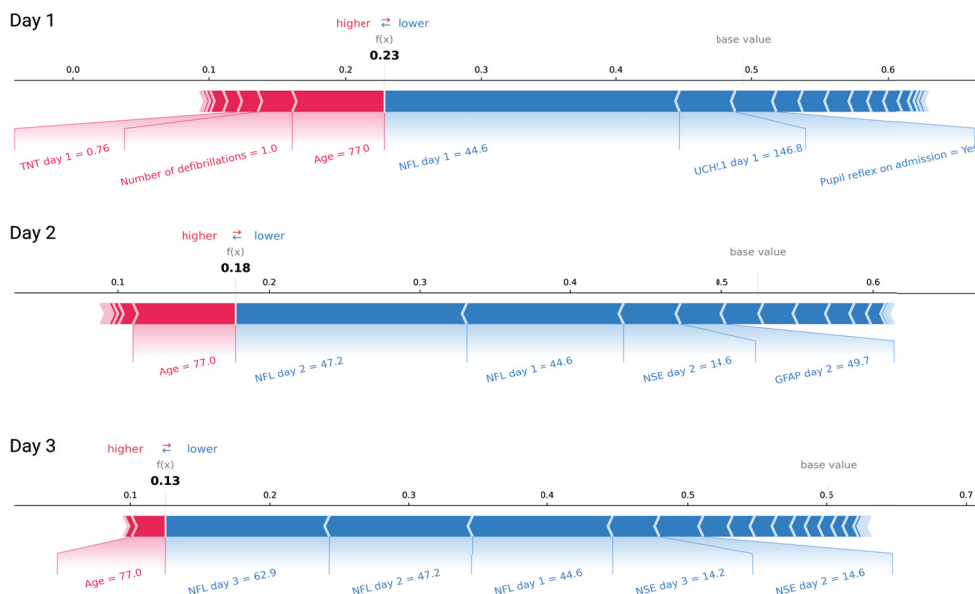 Day 1
higher ⇄ lower
f(x)
base value
0.23
0.0 0.1 0.2 0.3 0.4 0.5 0.6
TNT day 1 = 0.76
Number of defibrillations = 1.0
Age = 77.0
NFL day 1 = 44.6
UCHL1 day 1 = 146.8
Pupil reflex on admission = Yes
Day 2
higher ⇄ lower
f(x)
base value
0.18
0.1 0.2 0.3 0.4 0.5 0.6
Age = 77.0
NFL day 2 = 47.2
NFL day 1 = 44.6
NSE day 2 = 14.6
GFAP day 2 = 49.7
Day 3
higher ⇄ lower
f(x)
base value
0.13
0.1 0.2 0.3 0.4 0.5 0.6 0.7
Age = 77.0
NFL day 3 = 62.9
NFL day 2 = 47.2
NFL day 1 = 44.6
NSE day 3 = 14.2
NSE day 2 = 14.6